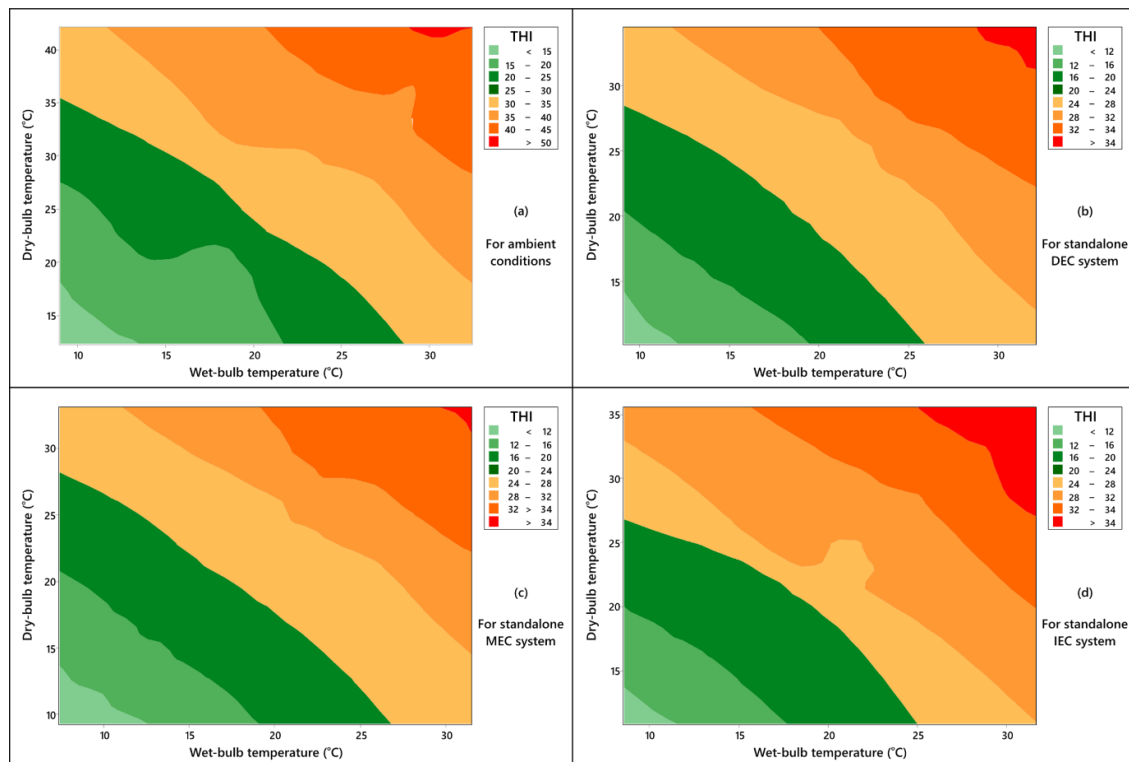 THI
< 15
15 – 20
20 – 25
25 – 30
30 – 35
35 – 40
40 – 45
> 50
40
35
30
25
20
15
Dry-bulb temperature (°C)
10 15 20 25 30
Wet-bulb temperature (°C)
(a)
For ambient
conditions
THI
< 12
12 – 16
16 – 20
20 – 24
24 – 28
28 – 32
32 – 34
> 34
30
25
20
15
Dry-bulb temperature (°C)
10 15 20 25 30
Wet-bulb temperature (°C)
(b)
For standalone
DEC system
THI
< 12
12 – 16
16 – 20
20 – 24
24 – 28
28 – 32
32 > 34
> 34
30
25
20
15
10
Dry-bulb temperature (°C)
10 15 20 25 30
Wet-bulb temperature (°C)
(c)
For standalone
MEC system
THI
< 12
12 – 16
16 – 20
20 – 24
24 – 28
28 – 32
32 – 34
> 34
35
30
25
20
15
Dry-bulb temperature (°C)
10 15 20 25 30
Wet-bulb temperature (°C)
(d)
For standalone
IEC system